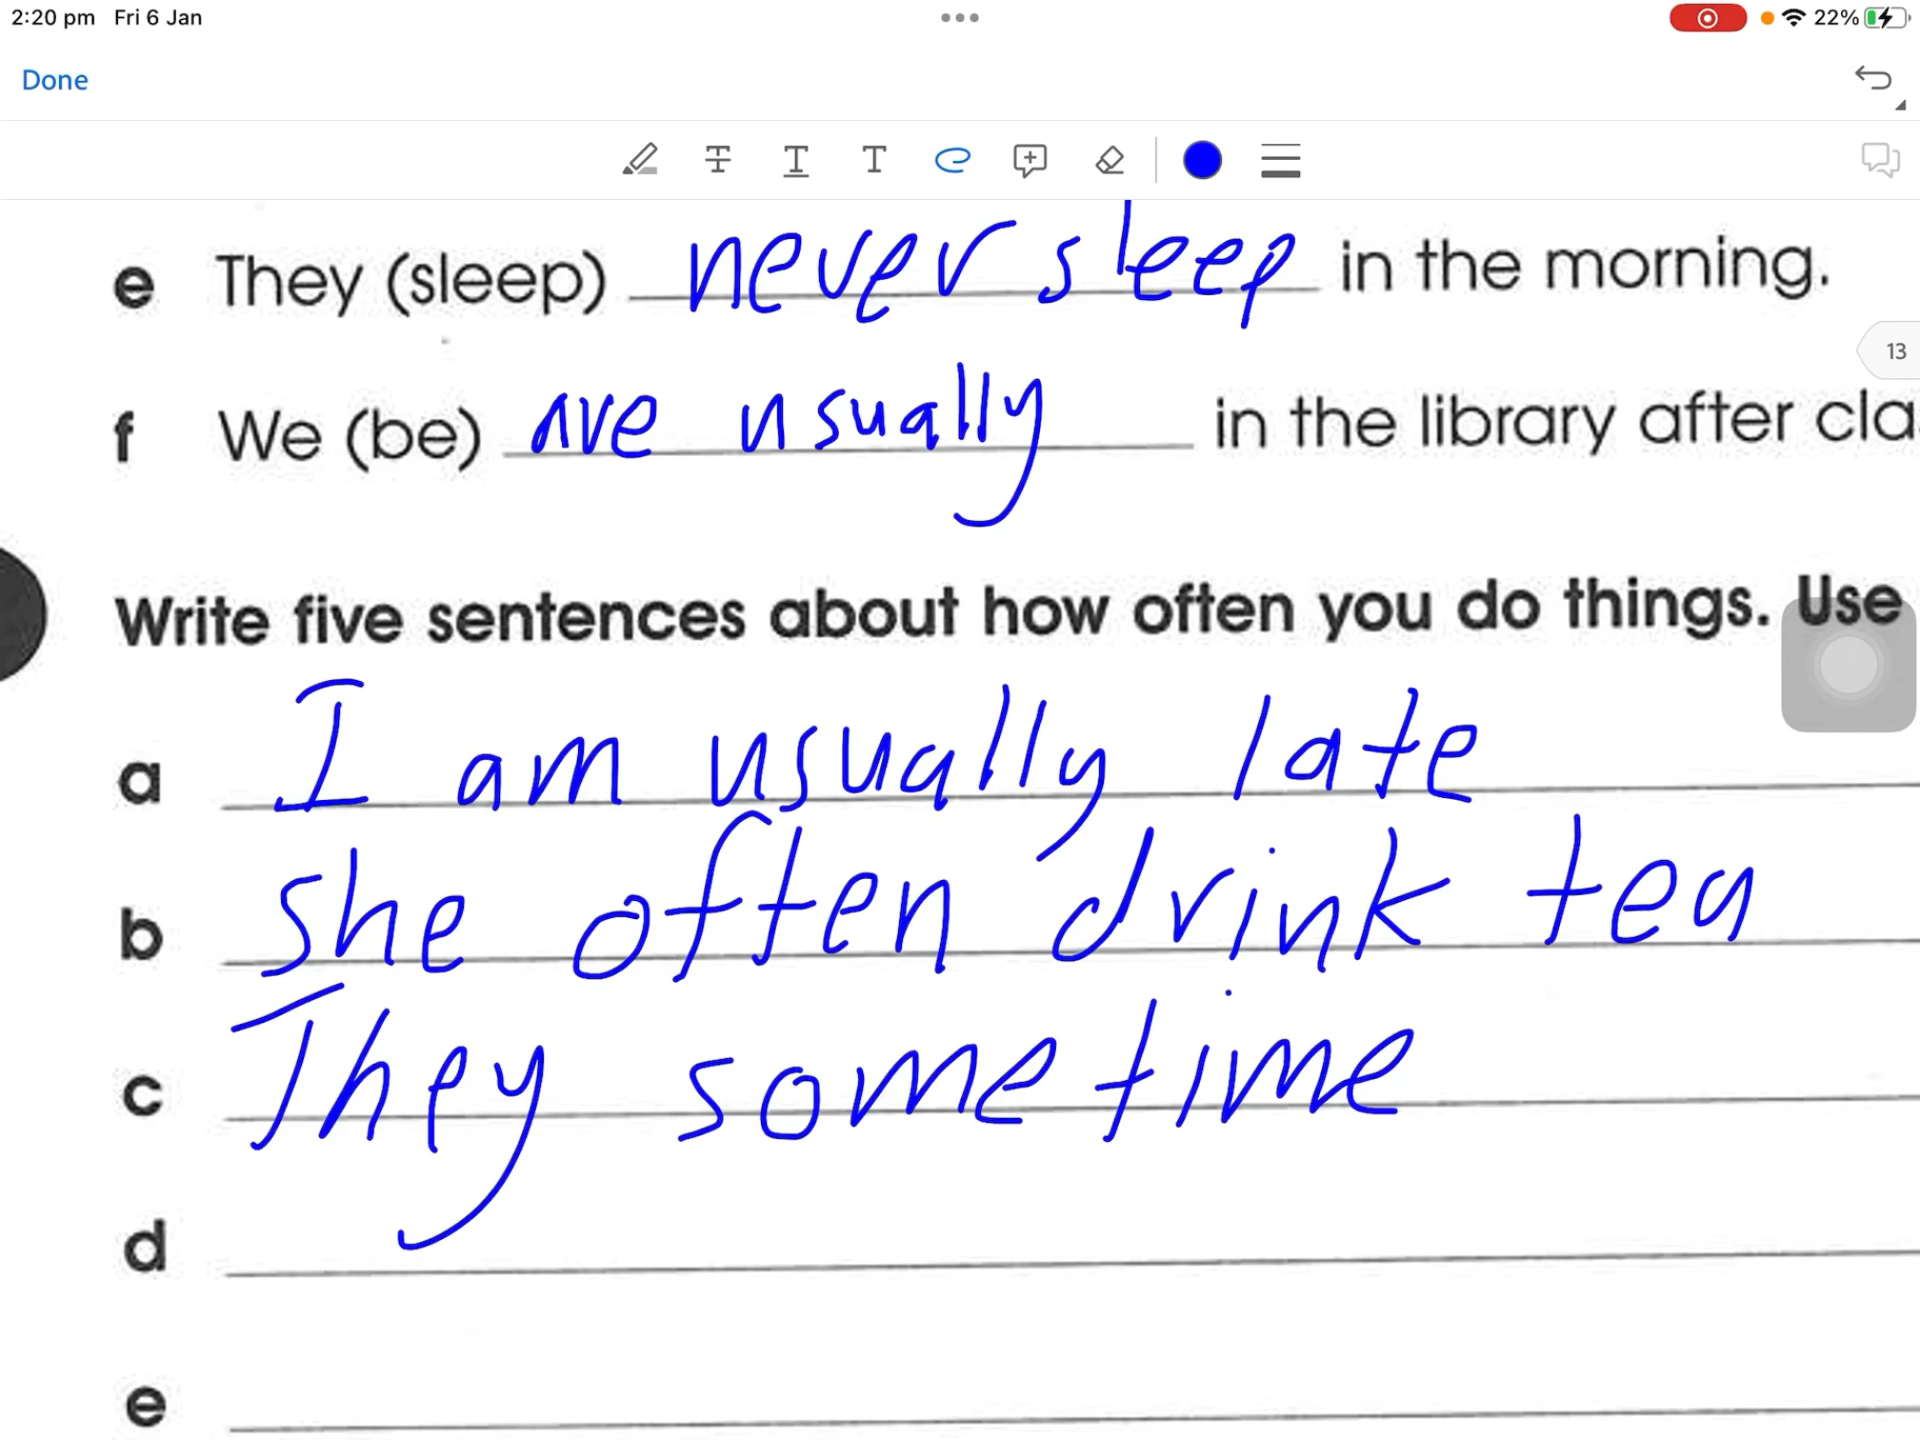 2:20 pm Fri 6 Jan
22%
Done
e They (sleep) never sleep in the morning.
13
f We (be) are usually in the library after cla
Write five sentences about how often you do things. Use
a I am usually late
b she often drink tea
c They sometime
d
e